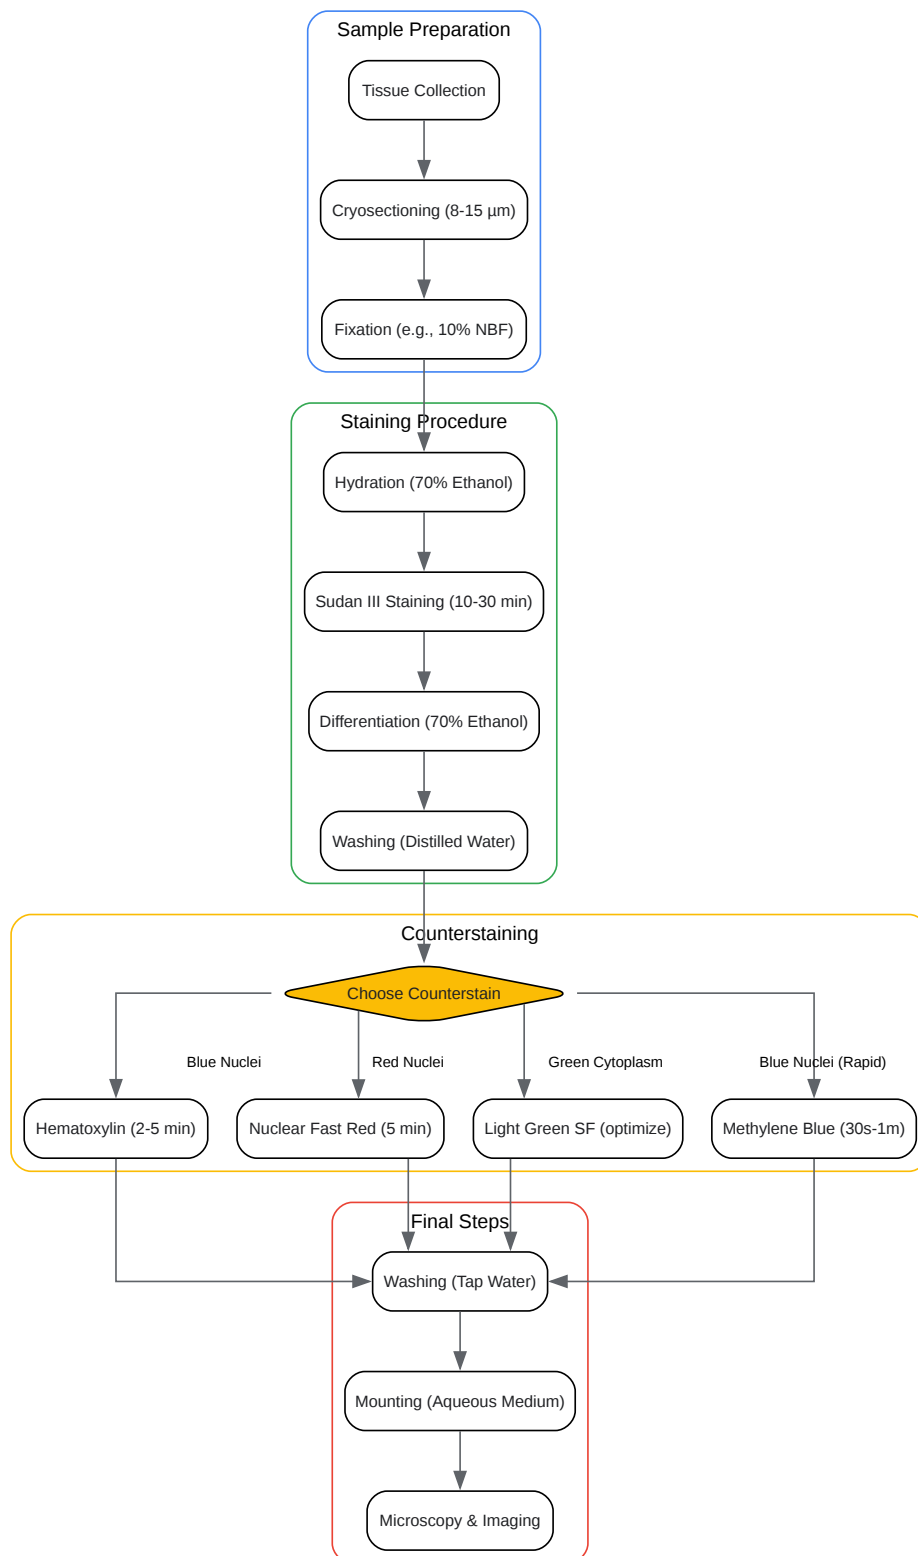 Sample Preparation
Tissue Collection
Cryosectioning (8-15 µm)
Fixation (e.g., 10% NBF)
Staining Procedure
Hydration (70% Ethanol)
Sudan III Staining (10-30 min)
Differentiation (70% Ethanol)
Washing (Distilled Water)
Counterstaining
Choose Counterstain
Blue Nuclei
Red Nuclei
Green Cytoplasm
Blue Nuclei (Rapid)
Hematoxylin (2-5 min)
Nuclear Fast Red (5 min)
Light Green SF (optimize)
Methylene Blue (30s-1m)
Final Steps
Washing (Tap Water)
Mounting (Aqueous Medium)
Microscopy & Imaging